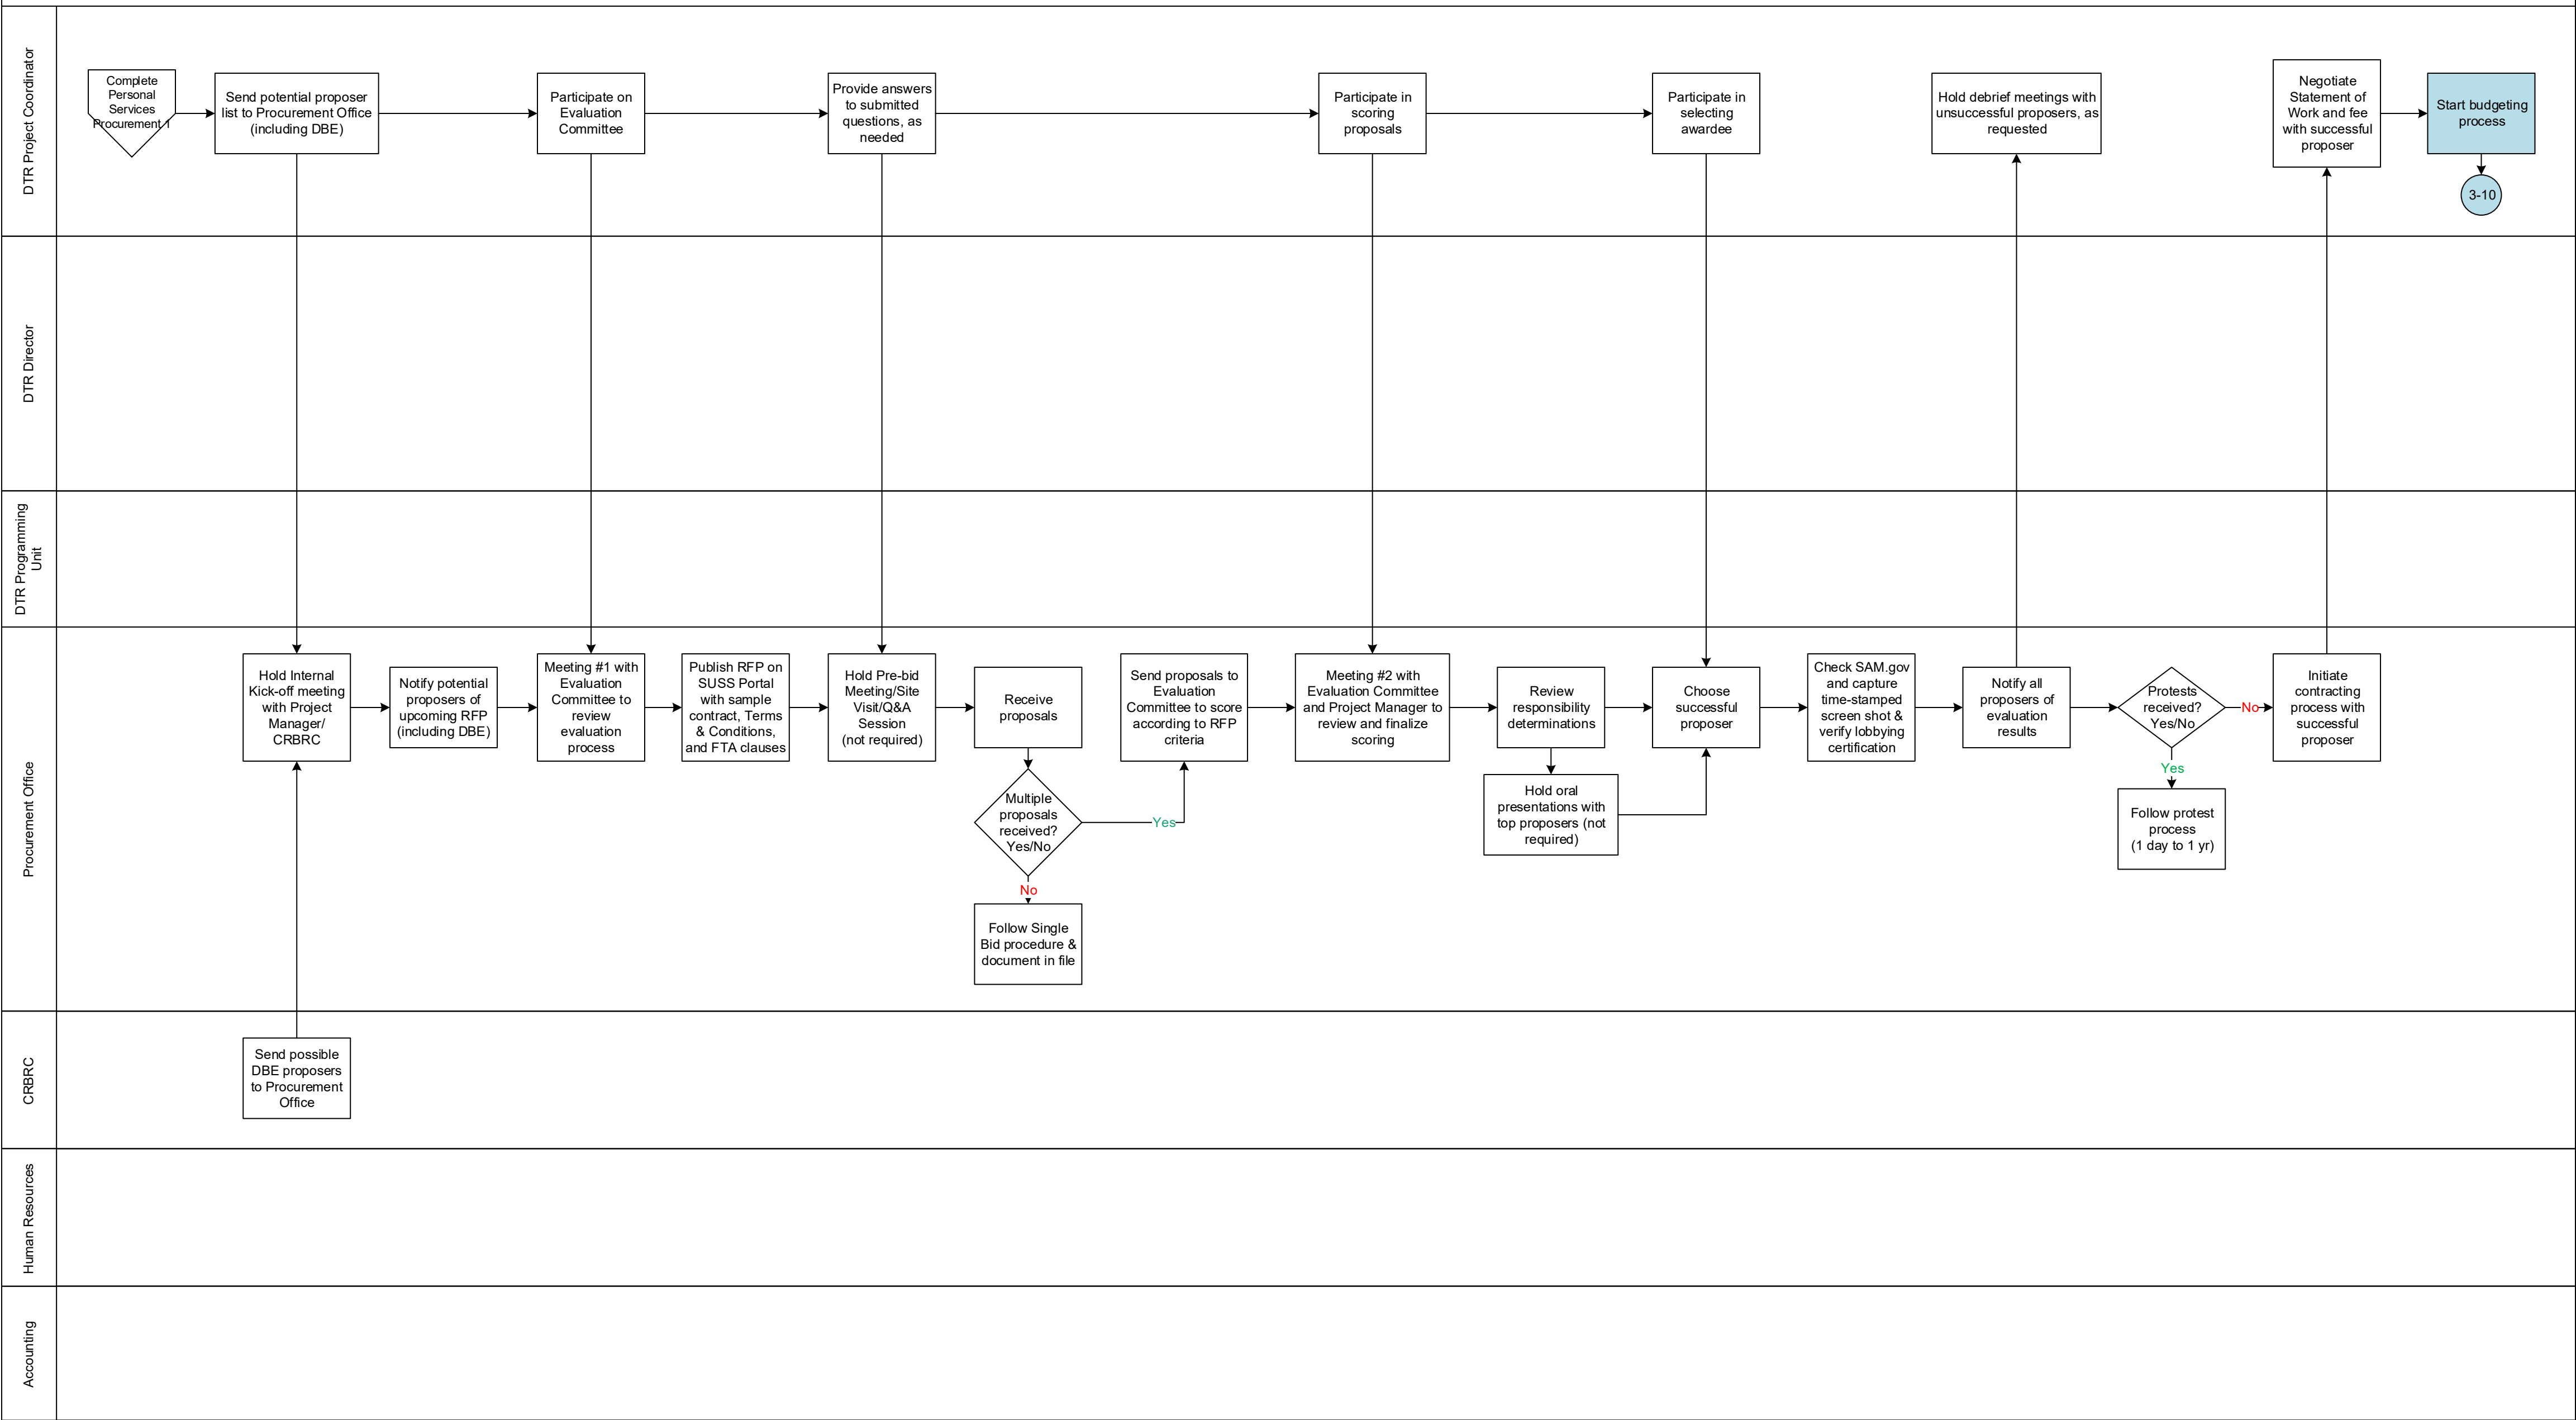 DTR Project Coordinator
Complete
Personal
Services
Procurement 1
Send potential proposer
list to Procurement Office
(including DBE)
Participate on
Evaluation
Committee
Provide answers
to submitted
questions, as
needed
Participate in
scoring
proposals
Participate in
selecting
awardee
Hold debrief meetings with
unsuccessful proposers, as
requested
Negotiate
Statement of
Work and fee
with successful
proposer
Start budgeting
process
3-10
DTR Director
DTR Programming
Unit
Procurement Office
Hold Internal
Kick-off meeting
with Project
Manager/
CRBRC
Notify potential
proposers of
upcoming RFP
(including DBE)
Meeting #1 with
Evaluation
Committee to
review
evaluation
process
Publish RFP on
SUSS Portal
with sample
contract, Terms
& Conditions,
and FTA clauses
Hold Pre-bid
Meeting/Site
Visit/Q&A
Session
(not required)
Receive
proposals
Multiple
proposals
received?
Yes/No
Yes
No
Follow Single
Bid procedure &
document in file
Send proposals to
Evaluation
Committee to score
according to RFP
criteria
Meeting #2 with
Evaluation Committee
and Project Manager to
review and finalize
scoring
Review
responsibility
determinations
Hold oral
presentations with
top proposers (not
required)
Choose
successful
proposer
Check SAM.gov
and capture
time-stamped
screen shot &
verify lobbying
certification
Notify all
proposers of
evaluation
results
Protests
received?
Yes/No
No
Yes
Follow protest
process
(1 day to 1 yr)
Initiate
contracting
process with
successful
proposer
CRBRC
Send possible
DBE proposers
to Procurement
Office
Human Resources
Accounting